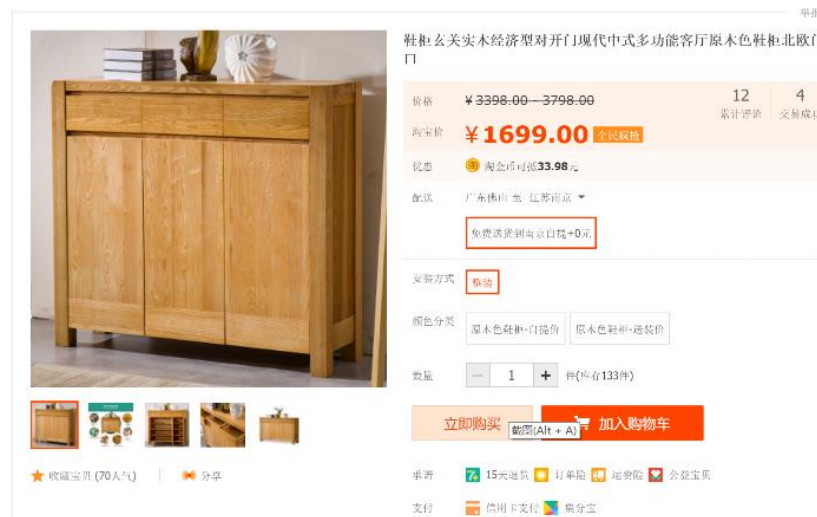 鞋柜玄关实木经济型对开门现代中式多功能客厅原木色鞋柜北欧门
口
价格 ¥3398.00-3798.00
12 累计评论
4
淘宝价 ¥1699.00 全民疯抢
优惠 淘金币可抵33.98元
配送 广东佛山 至 江苏南京
免费送货到南京自提+0元
安装方式 整装
颜色分类 原木色鞋柜-自提价 原木色鞋柜-送装价
数量 − 1 + 件(库存133件)
立即购买 截图(Alt + A) 加入购物车
收藏宝贝 (70人气) 分享
承诺 7 15天退货 订单险 运费险 公益宝贝
支付 信用卡支付 集分宝